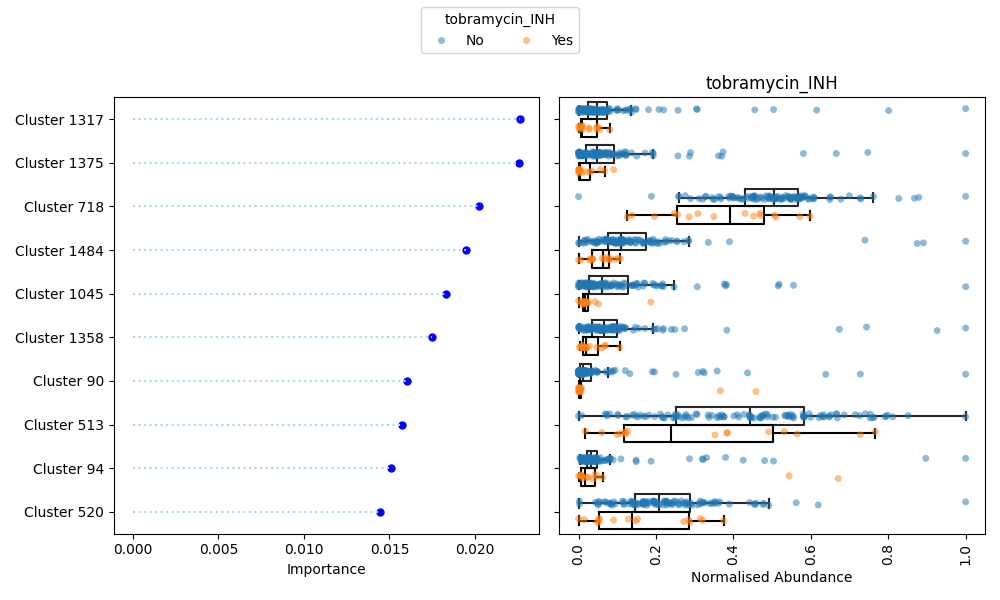 tobramycin_INH
No Yes
tobramycin_INH
Cluster 1317
Cluster 1375
Cluster 718
Cluster 1484
Cluster 1045
Cluster 1358
Cluster 90
Cluster 513
Cluster 94
Cluster 520
0.000 0.005 0.010 0.015 0.020
Importance
0.0 0.2 0.4 0.6 0.8 1.0
Normalised Abundance